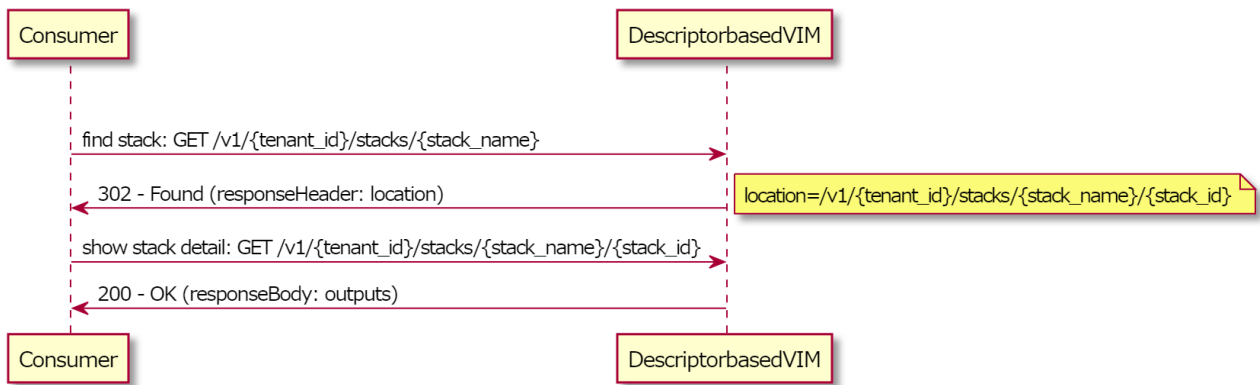 Consumer
DescriptorbasedVIM
find stack: GET /v1/{tenant_id}/stacks/{stack_name}
302 - Found (responseHeader: location)
location=/v1/{tenant_id}/stacks/{stack_name}/{stack_id}
show stack detail: GET /v1/{tenant_id}/stacks/{stack_name}/{stack_id}
200 - OK (responseBody: outputs)
Consumer
DescriptorbasedVIM